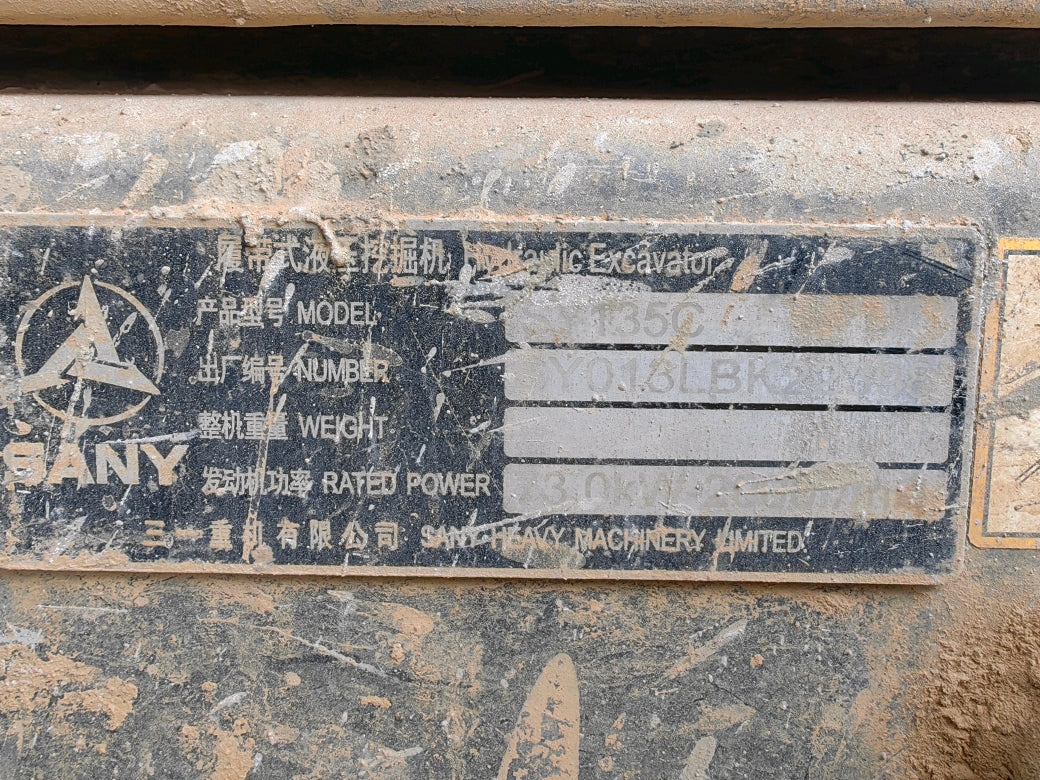 履带式液压挖掘机 Hydraulic Excavator
产品型号 MODEL SY135C
出厂编号 NUMBER
整机重量 WEIGHT
发动机功率 RATED POWER
SANY
三一重机有限公司 SANY HEAVY MACHINERY LIMITED